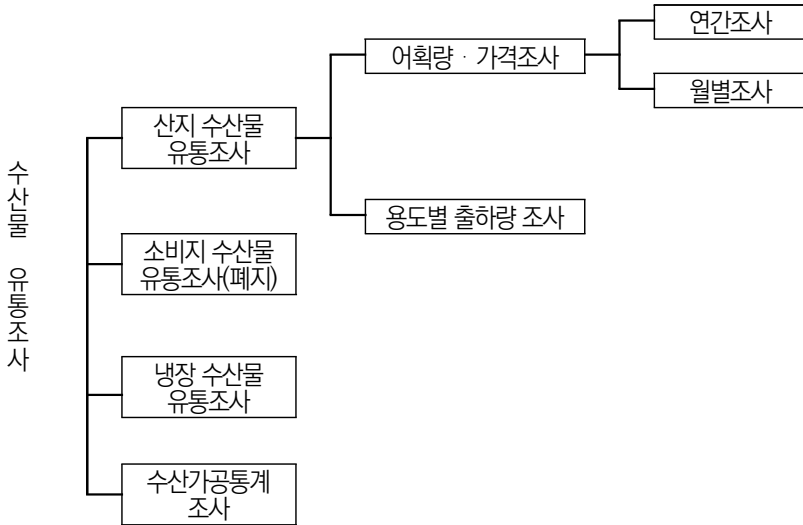 수산물 유통조사
산지 수산물
유통조사
소비지 수산물
유통조사(폐지)
냉장 수산물
유통조사
수산가공통계
조사
어획량 · 가격조사
용도별 출하량 조사
연간조사
월별조사